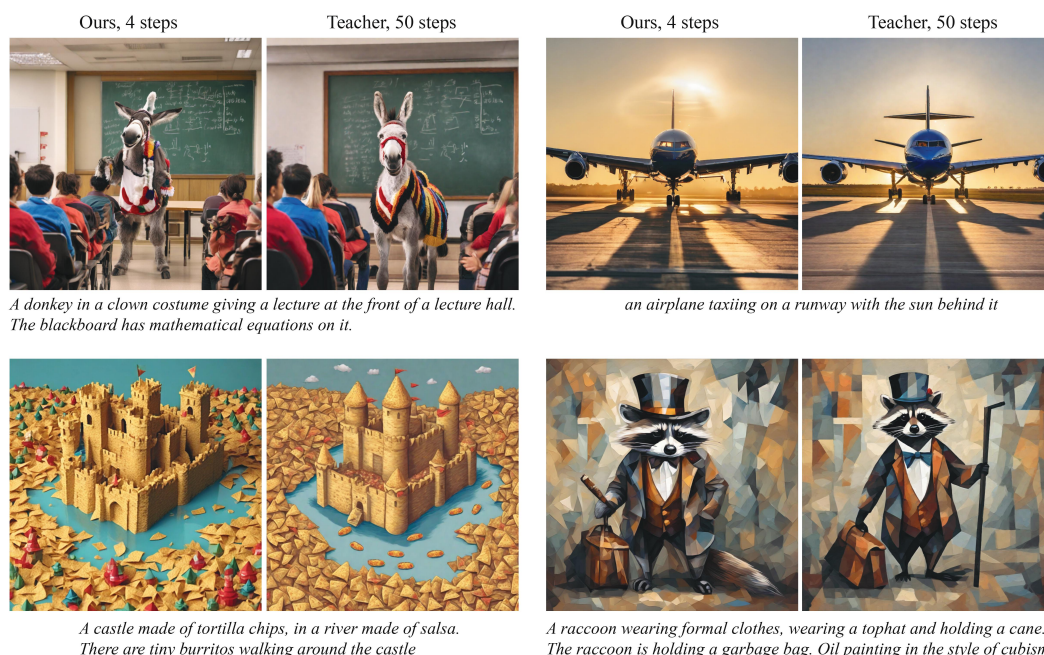 Ours, 4 steps
Teacher, 50 steps
Ours, 4 steps
Teacher, 50 steps
A donkey in a clown costume giving a lecture at the front of a lecture hall.
The blackboard has mathematical equations on it.
an airplane taxiing on a runway with the sun behind it
A castle made of tortilla chips, in a river made of salsa.
There are tiny burritos walking around the castle
A raccoon wearing formal clothes, wearing a tophat and holding a cane.
The raccoon is holding a garbage bag. Oil painting in the style of cubism